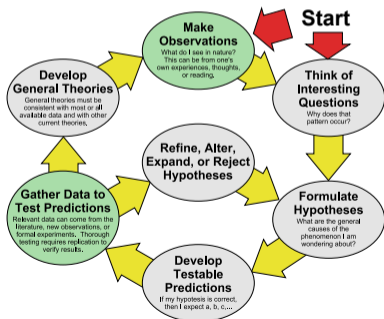 Start
Make
Observations
What do I see in nature?
This can be from one's
own experiences, thoughts,
or reading.
Think of
Interesting
Questions
Why does that
pattern occur?
Formulate
Hypotheses
What are the general
causes of the
phenomenon I am
wondering about?
Develop
Testable
Predictions
If my hypotesis is correct,
then I expect a, b, c,...
Gather Data to
Test Predictions
Relevant data can come from the
literature, new observations, or
formal experiments. Thorough
testing requires replication to
verify results.
Refine, Alter,
Expand, or Reject
Hypotheses
Develop
General Theories
General theories must be
consistent with most or all
available data and with other
current theories.